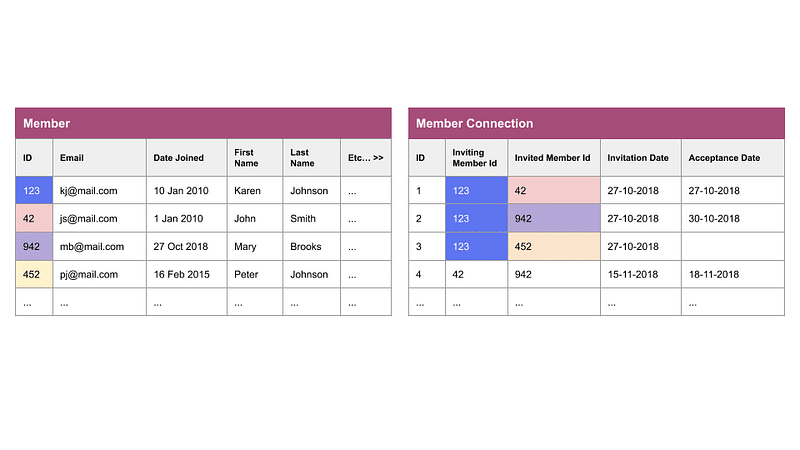 Member
ID Email Date Joined First Name Last Name Etc... >>
123 kj@mail.com 10 Jan 2010 Karen Johnson ...
42 js@mail.com 1 Jan 2010 John Smith ...
942 mb@mail.com 27 Oct 2018 Mary Brooks ...
452 pj@mail.com 16 Feb 2015 Peter Johnson ...
... ... ... ... ... ...
Member Connection
ID Inviting Member Id Invited Member Id Invitation Date Acceptance Date
1 123 42 27-10-2018 27-10-2018
2 123 942 27-10-2018 30-10-2018
3 123 452 27-10-2018
4 42 942 15-11-2018 18-11-2018
... ... ... ... ...